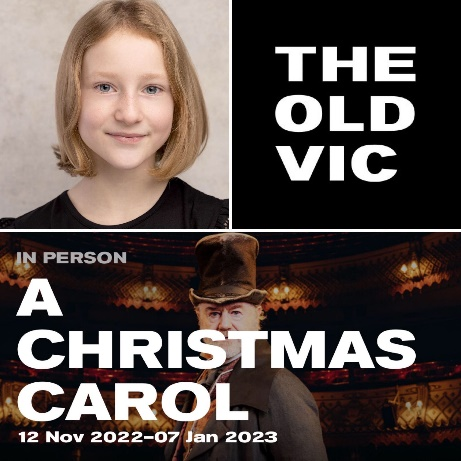 THE
OLD
VIC
IN PERSON
A
CHRISTMAS
CAROL
12 Nov 2022–07 Jan 2023